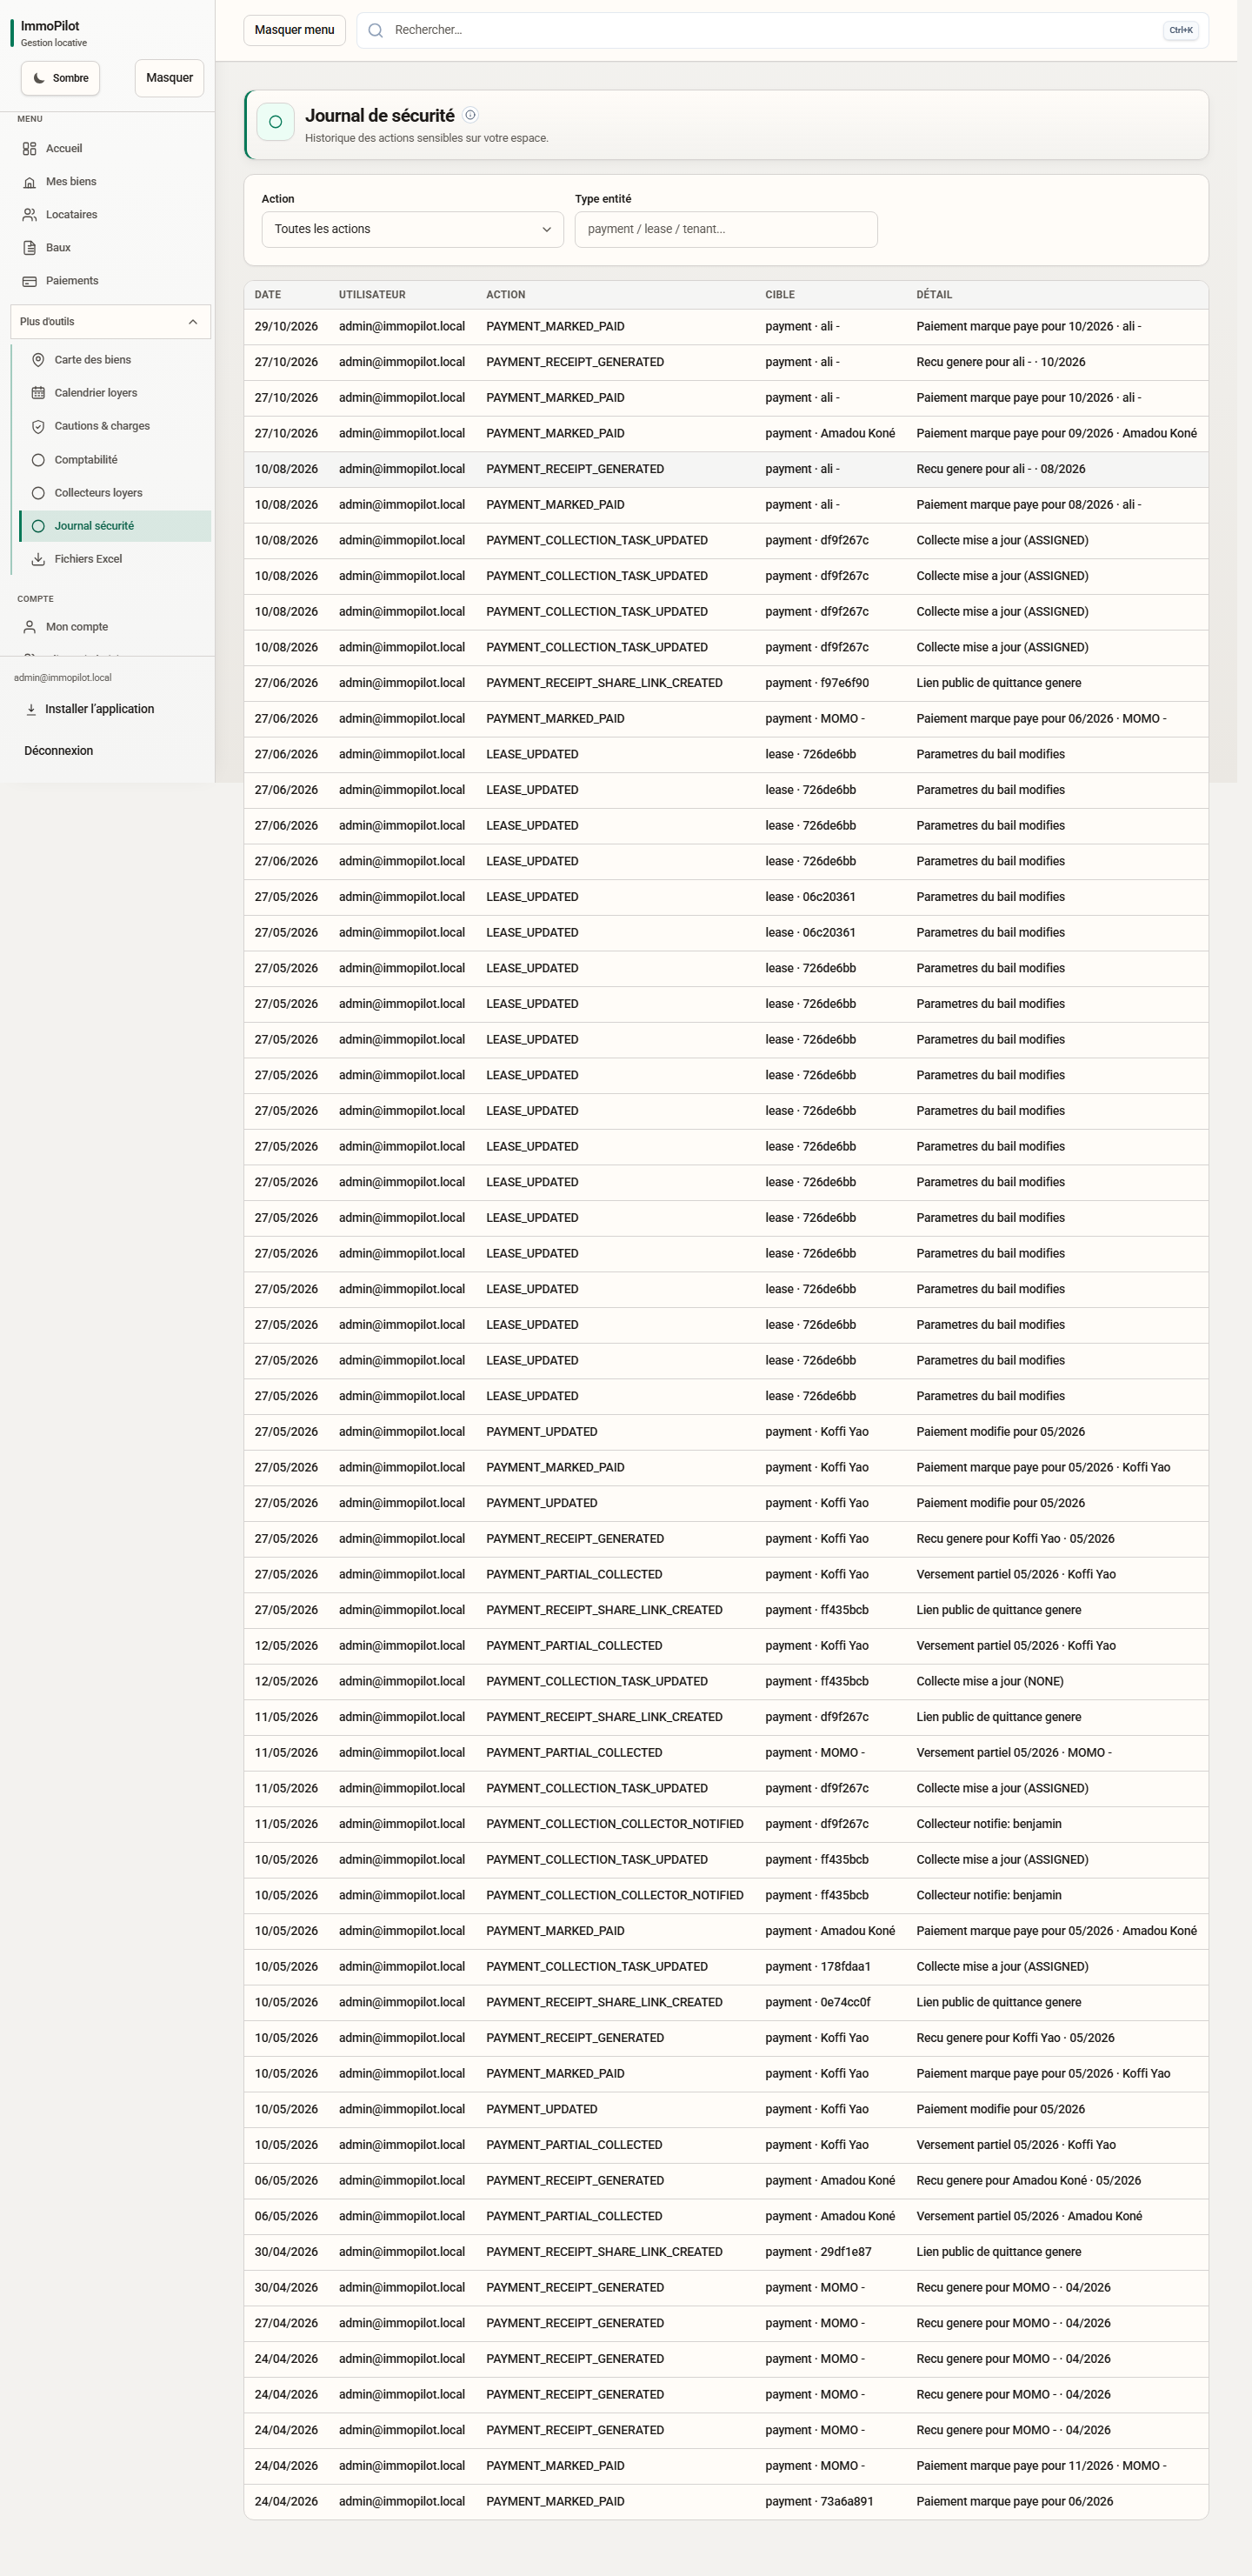 ImmoPilot
Gestion locative
Sombre
Masquer
MENU
Accueil
Mes biens
Locataires
Baux
Paiements
Plus d'outils
Carte des biens
Calendrier loyers
Cautions & charges
Comptabilité
Collecteurs loyers
Journal sécurité
Fichiers Excel
COMPTE
Mon compte
admin@immopilot.local
Installer l'application
Déconnexion
Masquer menu
Rechercher...
Ctrl+K
Journal de sécurité
Historique des actions sensibles sur votre espace.
Action
Type entité
Toutes les actions
payment / lease / tenant...
DATE UTILISATEUR ACTION CIBLE DÉTAIL
29/10/2026 admin@immopilot.local PAYMENT_MARKED_PAID payment · ali - Paiement marque paye pour 10/2026 · ali -
27/10/2026 admin@immopilot.local PAYMENT_RECEIPT_GENERATED payment · ali - Recu genere pour ali - · 10/2026
27/10/2026 admin@immopilot.local PAYMENT_MARKED_PAID payment · ali - Paiement marque paye pour 10/2026 · ali -
27/10/2026 admin@immopilot.local PAYMENT_MARKED_PAID payment · Amadou Koné Paiement marque paye pour 09/2026 · Amadou Koné
10/08/2026 admin@immopilot.local PAYMENT_RECEIPT_GENERATED payment · ali - Recu genere pour ali - · 08/2026
10/08/2026 admin@immopilot.local PAYMENT_MARKED_PAID payment · ali - Paiement marque paye pour 08/2026 · ali -
10/08/2026 admin@immopilot.local PAYMENT_COLLECTION_TASK_UPDATED payment · df9f267c Collecte mise a jour (ASSIGNED)
10/08/2026 admin@immopilot.local PAYMENT_COLLECTION_TASK_UPDATED payment · df9f267c Collecte mise a jour (ASSIGNED)
10/08/2026 admin@immopilot.local PAYMENT_COLLECTION_TASK_UPDATED payment · df9f267c Collecte mise a jour (ASSIGNED)
10/08/2026 admin@immopilot.local PAYMENT_COLLECTION_TASK_UPDATED payment · df9f267c Collecte mise a jour (ASSIGNED)
27/06/2026 admin@immopilot.local PAYMENT_RECEIPT_SHARE_LINK_CREATED payment · f97e6f90 Lien public de quittance genere
27/06/2026 admin@immopilot.local PAYMENT_MARKED_PAID payment · MOMO - Paiement marque paye pour 06/2026 · MOMO -
27/06/2026 admin@immopilot.local LEASE_UPDATED lease · 726de6bb Parametres du bail modifies
27/06/2026 admin@immopilot.local LEASE_UPDATED lease · 726de6bb Parametres du bail modifies
27/06/2026 admin@immopilot.local LEASE_UPDATED lease · 726de6bb Parametres du bail modifies
27/06/2026 admin@immopilot.local LEASE_UPDATED lease · 726de6bb Parametres du bail modifies
27/05/2026 admin@immopilot.local LEASE_UPDATED lease · 06c20361 Parametres du bail modifies
27/05/2026 admin@immopilot.local LEASE_UPDATED lease · 06c20361 Parametres du bail modifies
27/05/2026 admin@immopilot.local LEASE_UPDATED lease · 726de6bb Parametres du bail modifies
27/05/2026 admin@immopilot.local LEASE_UPDATED lease · 726de6bb Parametres du bail modifies
27/05/2026 admin@immopilot.local LEASE_UPDATED lease · 726de6bb Parametres du bail modifies
27/05/2026 admin@immopilot.local LEASE_UPDATED lease · 726de6bb Parametres du bail modifies
27/05/2026 admin@immopilot.local LEASE_UPDATED lease · 726de6bb Parametres du bail modifies
27/05/2026 admin@immopilot.local LEASE_UPDATED lease · 726de6bb Parametres du bail modifies
27/05/2026 admin@immopilot.local LEASE_UPDATED lease · 726de6bb Parametres du bail modifies
27/05/2026 admin@immopilot.local LEASE_UPDATED lease · 726de6bb Parametres du bail modifies
27/05/2026 admin@immopilot.local LEASE_UPDATED lease · 726de6bb Parametres du bail modifies
27/05/2026 admin@immopilot.local LEASE_UPDATED lease · 726de6bb Parametres du bail modifies
27/05/2026 admin@immopilot.local LEASE_UPDATED lease · 726de6bb Parametres du bail modifies
27/05/2026 admin@immopilot.local LEASE_UPDATED lease · 726de6bb Parametres du bail modifies
27/05/2026 admin@immopilot.local LEASE_UPDATED lease · 726de6bb Parametres du bail modifies
27/05/2026 admin@immopilot.local PAYMENT_UPDATED payment · Koffi Yao Paiement modifie pour 05/2026
27/05/2026 admin@immopilot.local PAYMENT_MARKED_PAID payment · Koffi Yao Paiement marque paye pour 05/2026 · Koffi Yao
27/05/2026 admin@immopilot.local PAYMENT_UPDATED payment · Koffi Yao Paiement modifie pour 05/2026
27/05/2026 admin@immopilot.local PAYMENT_RECEIPT_GENERATED payment · Koffi Yao Recu genere pour Koffi Yao · 05/2026
27/05/2026 admin@immopilot.local PAYMENT_PARTIAL_COLLECTED payment · Koffi Yao Versement partiel 05/2026 · Koffi Yao
27/05/2026 admin@immopilot.local PAYMENT_RECEIPT_SHARE_LINK_CREATED payment · ff435bcb Lien public de quittance genere
12/05/2026 admin@immopilot.local PAYMENT_PARTIAL_COLLECTED payment · Koffi Yao Versement partiel 05/2026 · Koffi Yao
12/05/2026 admin@immopilot.local PAYMENT_COLLECTION_TASK_UPDATED payment · ff435bcb Collecte mise a jour (NONE)
11/05/2026 admin@immopilot.local PAYMENT_RECEIPT_SHARE_LINK_CREATED payment · df9f267c Lien public de quittance genere
11/05/2026 admin@immopilot.local PAYMENT_PARTIAL_COLLECTED payment · MOMO - Versement partiel 05/2026 · MOMO -
11/05/2026 admin@immopilot.local PAYMENT_COLLECTION_TASK_UPDATED payment · df9f267c Collecte mise a jour (ASSIGNED)
11/05/2026 admin@immopilot.local PAYMENT_COLLECTION_COLLECTOR_NOTIFIED payment · df9f267c Collecteur notifie: benjamin
10/05/2026 admin@immopilot.local PAYMENT_COLLECTION_TASK_UPDATED payment · ff435bcb Collecte mise a jour (ASSIGNED)
10/05/2026 admin@immopilot.local PAYMENT_COLLECTION_COLLECTOR_NOTIFIED payment · ff435bcb Collecteur notifie: benjamin
10/05/2026 admin@immopilot.local PAYMENT_MARKED_PAID payment · Amadou Koné Paiement marque paye pour 05/2026 · Amadou Koné
10/05/2026 admin@immopilot.local PAYMENT_COLLECTION_TASK_UPDATED payment · 178fdaa1 Collecte mise a jour (ASSIGNED)
10/05/2026 admin@immopilot.local PAYMENT_RECEIPT_SHARE_LINK_CREATED payment · 0e74cc0f Lien public de quittance genere
10/05/2026 admin@immopilot.local PAYMENT_RECEIPT_GENERATED payment · Koffi Yao Recu genere pour Koffi Yao · 05/2026
10/05/2026 admin@immopilot.local PAYMENT_MARKED_PAID payment · Koffi Yao Paiement marque paye pour 05/2026 · Koffi Yao
10/05/2026 admin@immopilot.local PAYMENT_UPDATED payment · Koffi Yao Paiement modifie pour 05/2026
10/05/2026 admin@immopilot.local PAYMENT_PARTIAL_COLLECTED payment · Koffi Yao Versement partiel 05/2026 · Koffi Yao
06/05/2026 admin@immopilot.local PAYMENT_RECEIPT_GENERATED payment · Amadou Koné Recu genere pour Amadou Koné · 05/2026
06/05/2026 admin@immopilot.local PAYMENT_PARTIAL_COLLECTED payment · Amadou Koné Versement partiel 05/2026 · Amadou Koné
30/04/2026 admin@immopilot.local PAYMENT_RECEIPT_SHARE_LINK_CREATED payment · 29df1e87 Lien public de quittance genere
30/04/2026 admin@immopilot.local PAYMENT_RECEIPT_GENERATED payment · MOMO - Recu genere pour MOMO - · 04/2026
27/04/2026 admin@immopilot.local PAYMENT_RECEIPT_GENERATED payment · MOMO - Recu genere pour MOMO - · 04/2026
24/04/2026 admin@immopilot.local PAYMENT_RECEIPT_GENERATED payment · MOMO - Recu genere pour MOMO - · 04/2026
24/04/2026 admin@immopilot.local PAYMENT_RECEIPT_GENERATED payment · MOMO - Recu genere pour MOMO - · 04/2026
24/04/2026 admin@immopilot.local PAYMENT_RECEIPT_GENERATED payment · MOMO - Recu genere pour MOMO - · 04/2026
24/04/2026 admin@immopilot.local PAYMENT_MARKED_PAID payment · MOMO - Paiement marque paye pour 11/2026 · MOMO -
24/04/2026 admin@immopilot.local PAYMENT_MARKED_PAID payment · 73a6a891 Paiement marque paye pour 06/2026